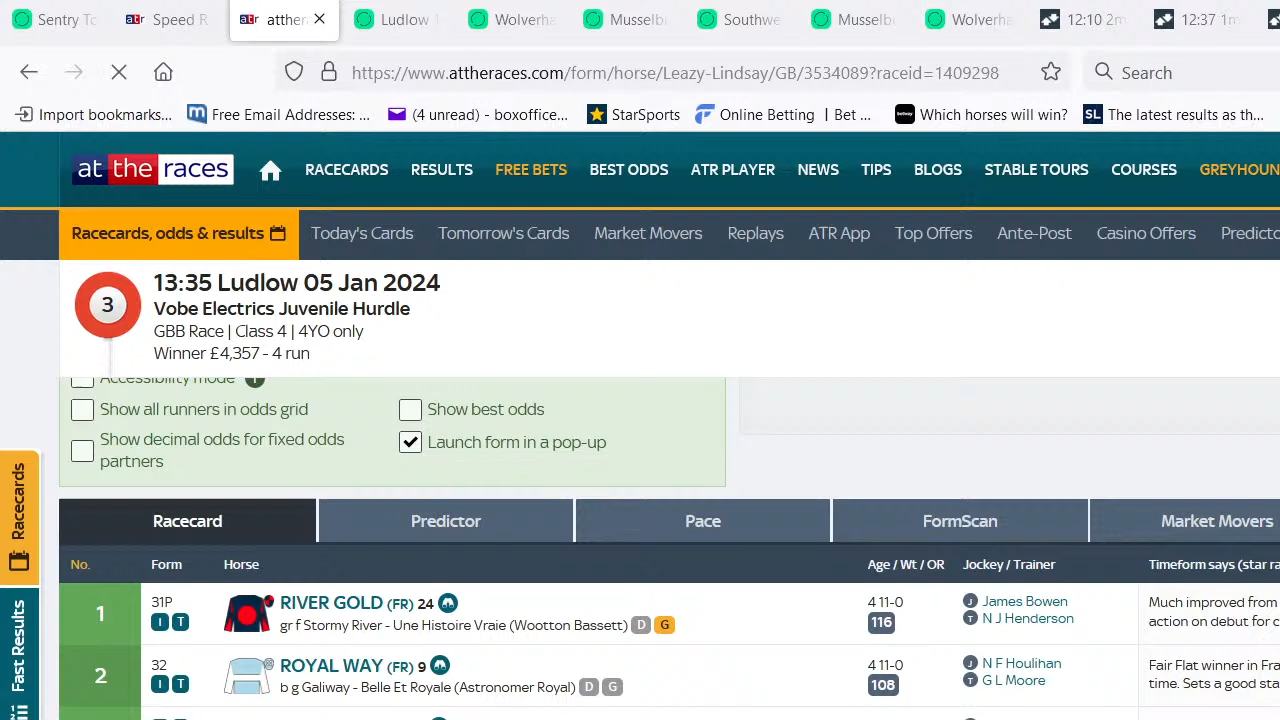 Sentry To
Speed R
atther
Ludlow 1
Wolverha
Musselb
Southwe
Musselb
Wolverha
12:10 2m
12:37 1m
https://www.attheraces.com/form/horse/Leazy-Lindsay/GB/3534089?raceid=1409298
Search
Import bookmarks...
Free Email Addresses: ...
(4 unread) - boxoffice...
StarSports
Online Betting | Bet ...
Which horses will win?
SL The latest results as th...
at the races
RACECARDS RESULTS FREE BETS BEST ODDS ATR PLAYER NEWS TIPS BLOGS STABLE TOURS COURSES GREYHOUN
Racecards, odds & results Today's Cards Tomorrow's Cards Market Movers Replays ATR App Top Offers Ante-Post Casino Offers Predicto
3
13:35 Ludlow 05 Jan 2024
Vobe Electrics Juvenile Hurdle
GBB Race | Class 4 | 4YO only
Winner £4,357 - 4 run
Accessibility mode
Show all runners in odds grid
Show best odds
Show decimal odds for fixed odds
partners
Launch form in a pop-up
Racecards
Fast Results
Racecard Predictor Pace FormScan Market Movers
No. Form Horse Age / Wt / OR Jockey / Trainer Timeform says (star ra
1
31P
I T
RIVER GOLD (FR) 24
gr f Stormy River - Une Histoire Vraie (Wootton Bassett) D G
4 11-0
116
J James Bowen
T N J Henderson
Much improved from
action on debut for c
2
32
I T
ROYAL WAY (FR) 9
b g Galiway - Belle Et Royale (Astronomer Royal) D G
4 11-0
108
J N F Houlihan
T G L Moore
Fair Flat winner in Fra
time. Sets a good sta